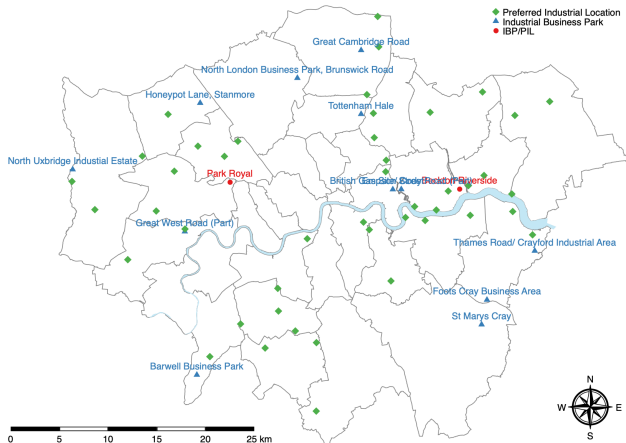 Preferred Industrial Location
Industrial Business Park
IBP/PIL
Great Cambridge Road
North London Business Park, Brunswick Road
Honeypot Lane, Stanmore
Tottenham Hale
North Uxbridge Industial Estate
Park Royal
British Gas Site/
Riverside
Great West Road (Part)
Thames Road/ Crayford Industrial Area
Foots Cray Business Area
St Marys Cray
Barwell Business Park
N
W E
S
0 5 10 15 20 25 km